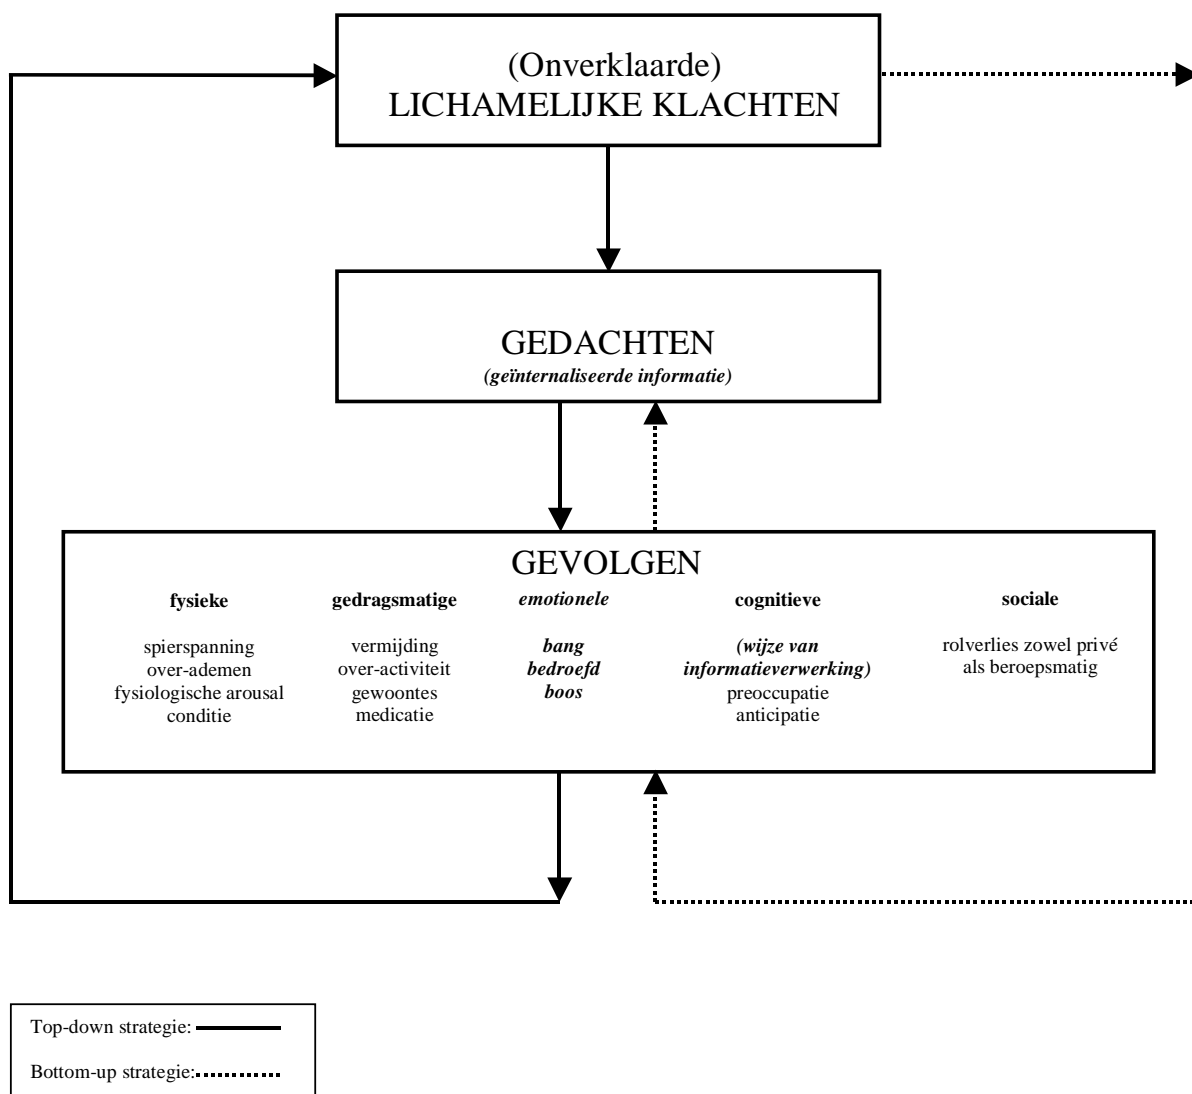 (Onverklaarde)
LICHAMELIJKE KLACHTEN
GEDACHTEN
(geïnternaliseerde informatie)
GEVOLGEN
fysieke
spierspanning
over-ademen
fysiologische arousal
conditie
gedragsmatige
vermijding
over-activiteit
gewoontes
medicatie
emotionele
bang
bedroefd
boos
cognitieve
(wijze van
informatieverwerking)
preoccupatie
anticipatie
sociale
rolverlies zowel privé
als beroepsmatig
Top-down strategie:
Bottom-up strategie: